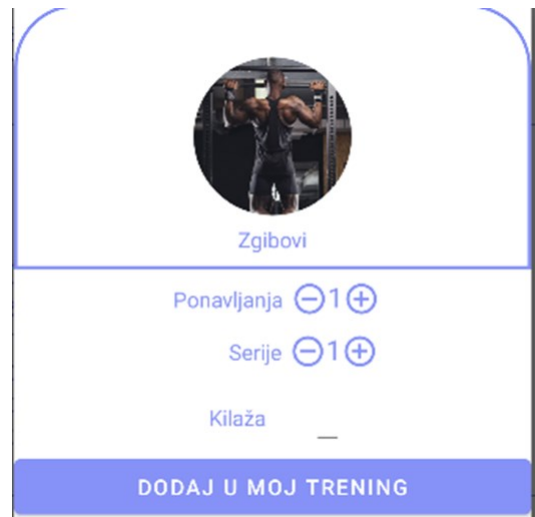 Zgibovi
Ponavljanja 1
Serije 1
Kilaža
DODAJ U MOJ TRENING